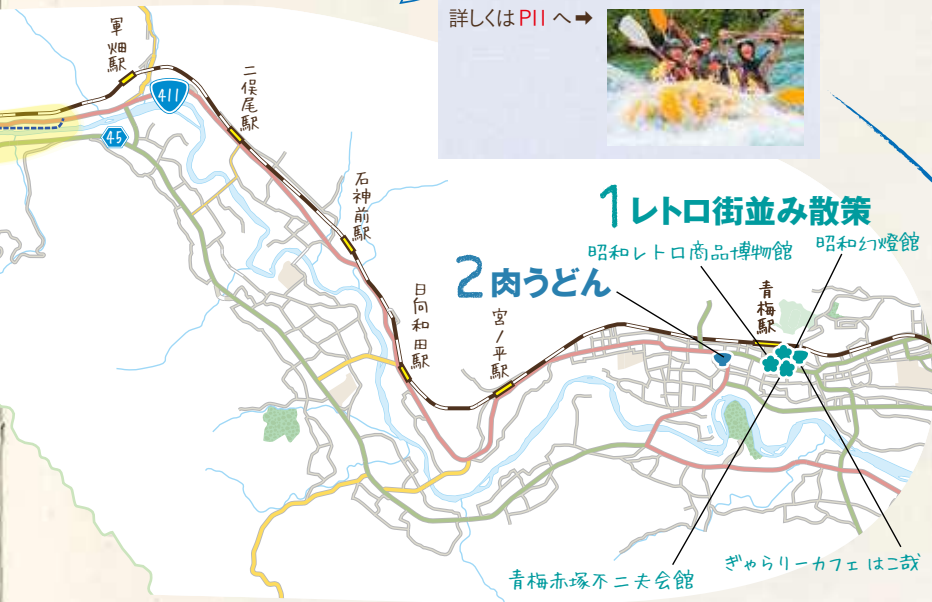 詳しくは P11 へ➡
軍畑駅
411
45
二俣尾駅
石神前駅
日向和田駅
宮ノ平駅
青梅駅
1 レトロ街並み散策
昭和レトロ商品博物館
昭和幻燈館
2 肉うどん
青梅赤塚不二夫会館
ぎゃらりーカフェ はこ哉